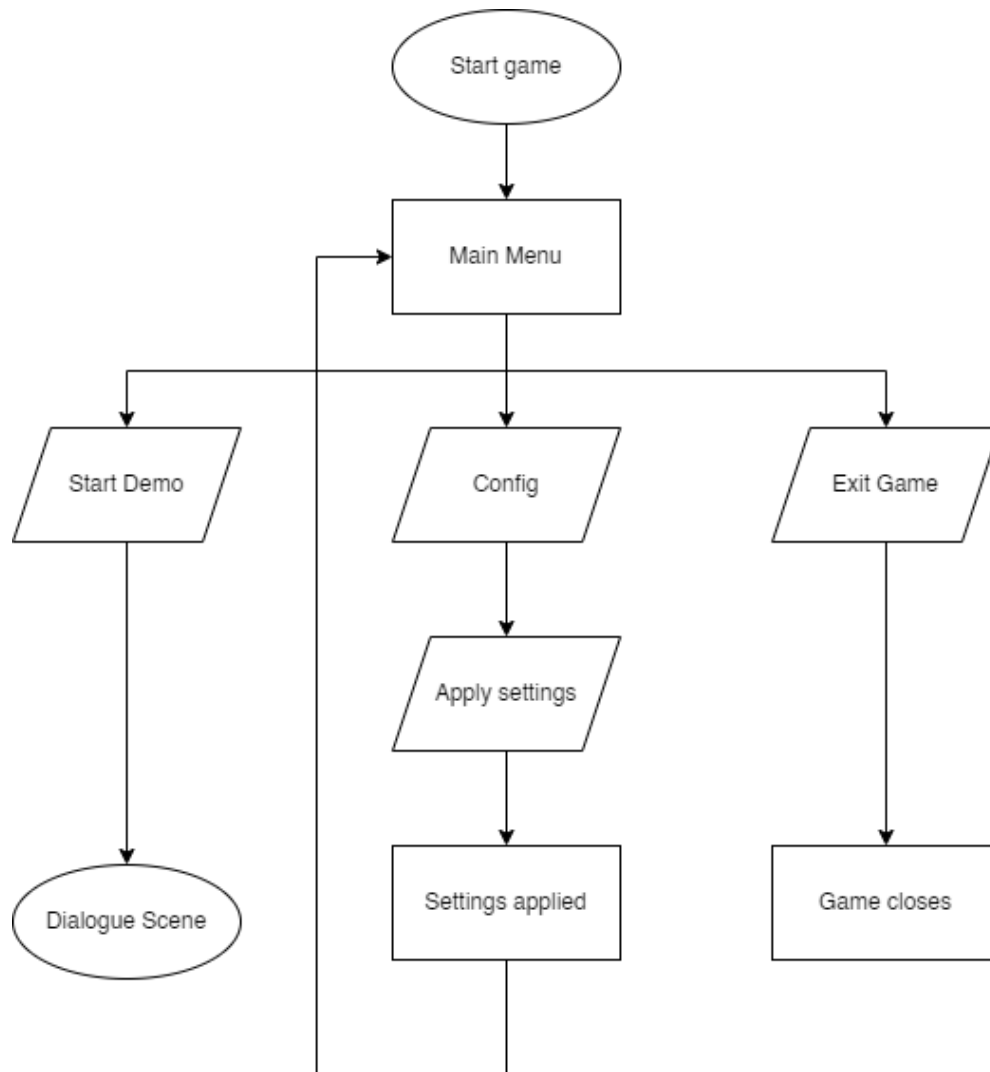 Start game
Main Menu
Start Demo
Config
Exit Game
Apply settings
Dialogue Scene
Settings applied
Game closes